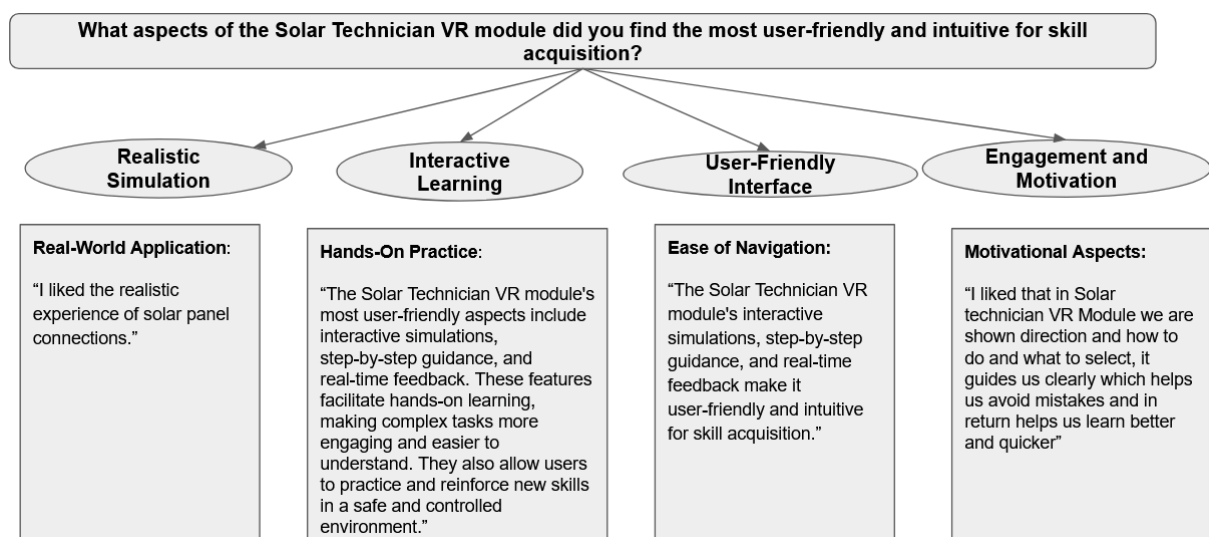 What aspects of the Solar Technician VR module did you find the most user-friendly and intuitive for skill
acquisition?
Realistic
Simulation
Interactive
Learning
User-Friendly
Interface
Engagement and
Motivation
Real-World Application:
“I liked the realistic
experience of solar panel
connections.”
Hands-On Practice:
“The Solar Technician VR module's
most user-friendly aspects include
interactive simulations,
step-by-step guidance, and
real-time feedback. These features
facilitate hands-on learning,
making complex tasks more
engaging and easier to
understand. They also allow users
to practice and reinforce new skills
in a safe and controlled
environment.”
Ease of Navigation:
“The Solar Technician VR
module's interactive
simulations, step-by-step
guidance, and real-time
feedback make it
user-friendly and intuitive
for skill acquisition.”
Motivational Aspects:
“I liked that in Solar
technician VR Module we are
shown direction and how to
do and what to select, it
guides us clearly which helps
us avoid mistakes and in
return helps us learn better
and quicker”